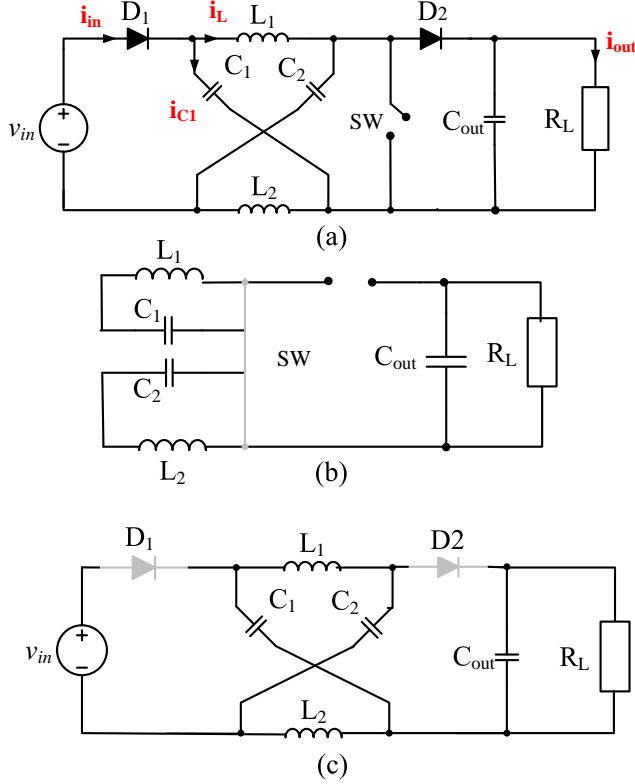 i_in D_1 i_L L_1 D2 i_out
C_1 C_2
i_C1
v_in SW C_out R_L
L_2
(a)
L_1
C_1
SW C_out R_L
C_2
L_2
(b)
D_1 L_1 D2
C_1 C_2
v_in C_out R_L
L_2
(c)